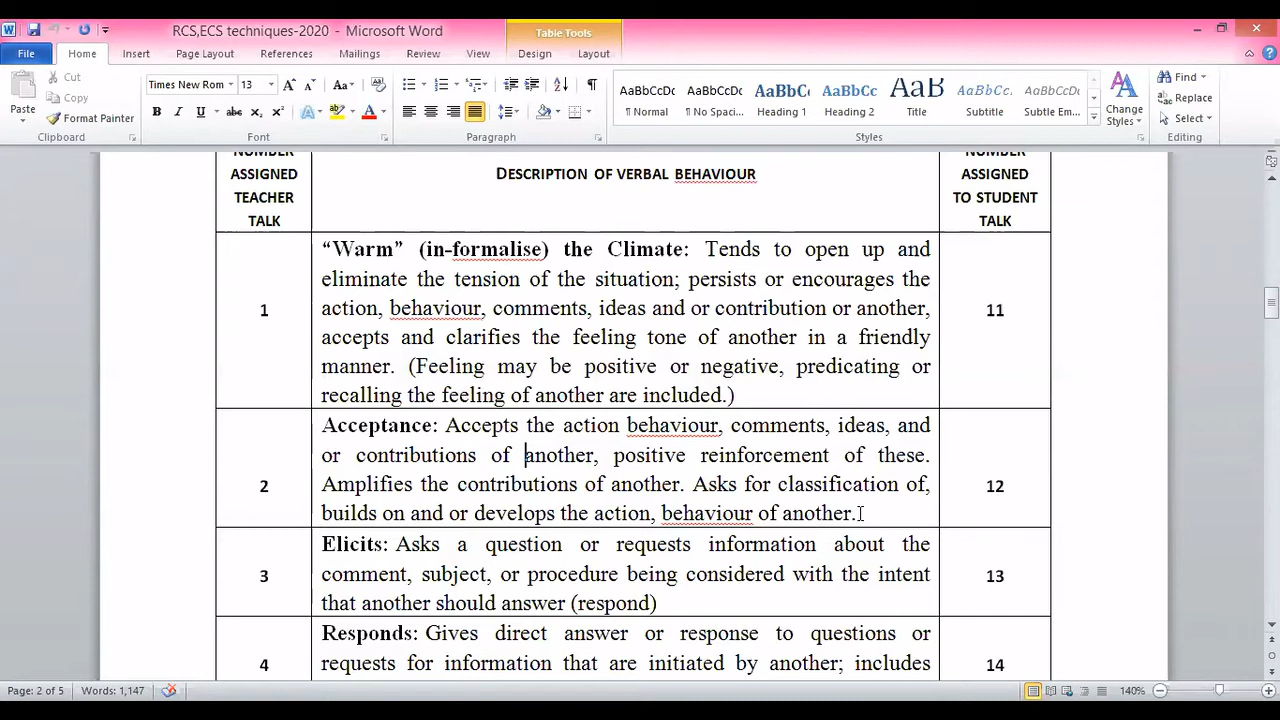 RCS,ECS techniques-2020 - Microsoft Word
Table Tools
File Home Insert Page Layout References Mailings Review View Design Layout
Paste
Cut
Copy
Format Painter
Clipboard
Times New Rom 13
Font
Paragraph
AaBbCcDc AaBbCcDc AaBbC AaBbCc AaB AaBbCc. AaBbCcDc
Normal No Spaci... Heading 1 Heading 2 Title Subtitle Subtle Em...
Styles
Change
Styles
Find
Replace
Select
Editing
NUMBER
ASSIGNED
TEACHER
TALK
DESCRIPTION OF VERBAL BEHAVIOUR
NUMBER
ASSIGNED
TO STUDENT
TALK
1
“Warm” (in-formalise) the Climate: Tends to open up and
eliminate the tension of the situation; persists or encourages the
action, behaviour, comments, ideas and or contribution or another,
accepts and clarifies the feeling tone of another in a friendly
manner. (Feeling may be positive or negative, predicating or
recalling the feeling of another are included.)
11
2
Acceptance: Accepts the action behaviour, comments, ideas, and
or contributions of another, positive reinforcement of these.
Amplifies the contributions of another. Asks for classification of,
builds on and or develops the action, behaviour of another.
12
3
Elicits: Asks a question or requests information about the
comment, subject, or procedure being considered with the intent
that another should answer (respond)
13
4
Responds: Gives direct answer or response to questions or
requests for information that are initiated by another; includes
14
Page: 2 of 5 Words: 1,147 140%